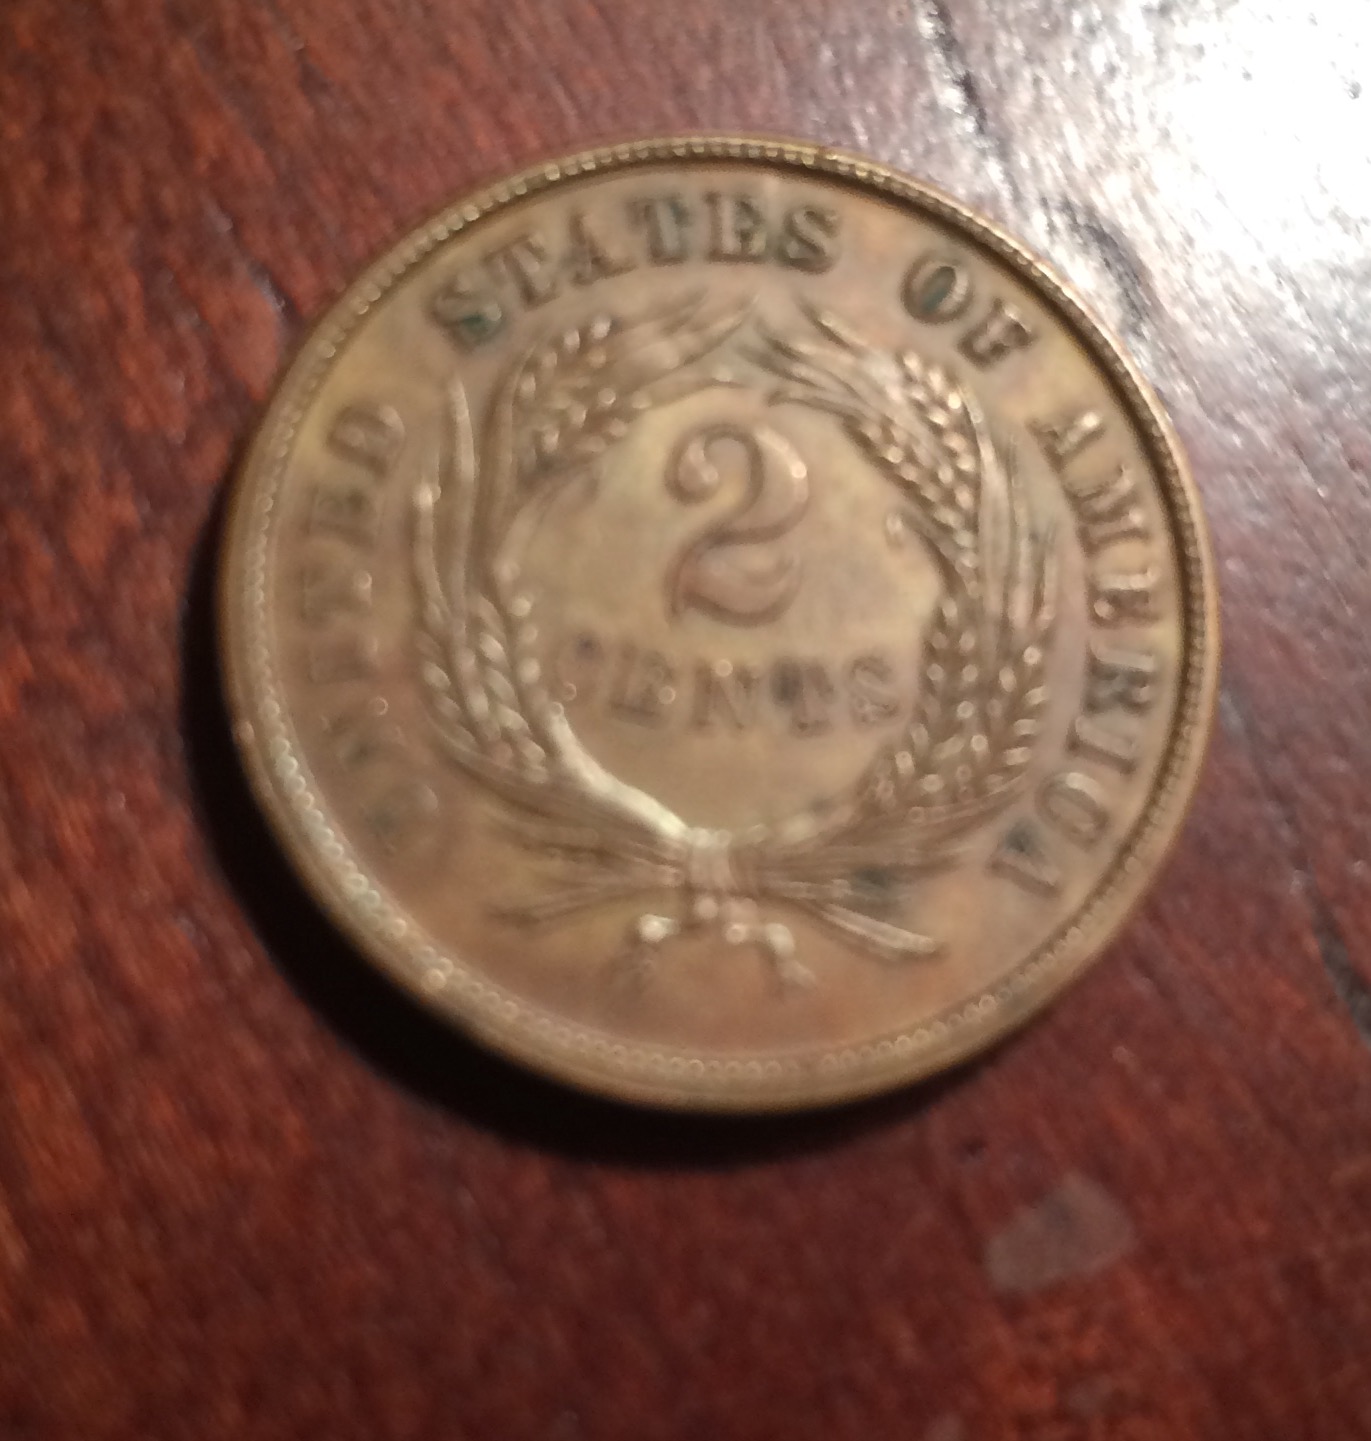 UNITED STATES OF AMERICA
2
CENTS